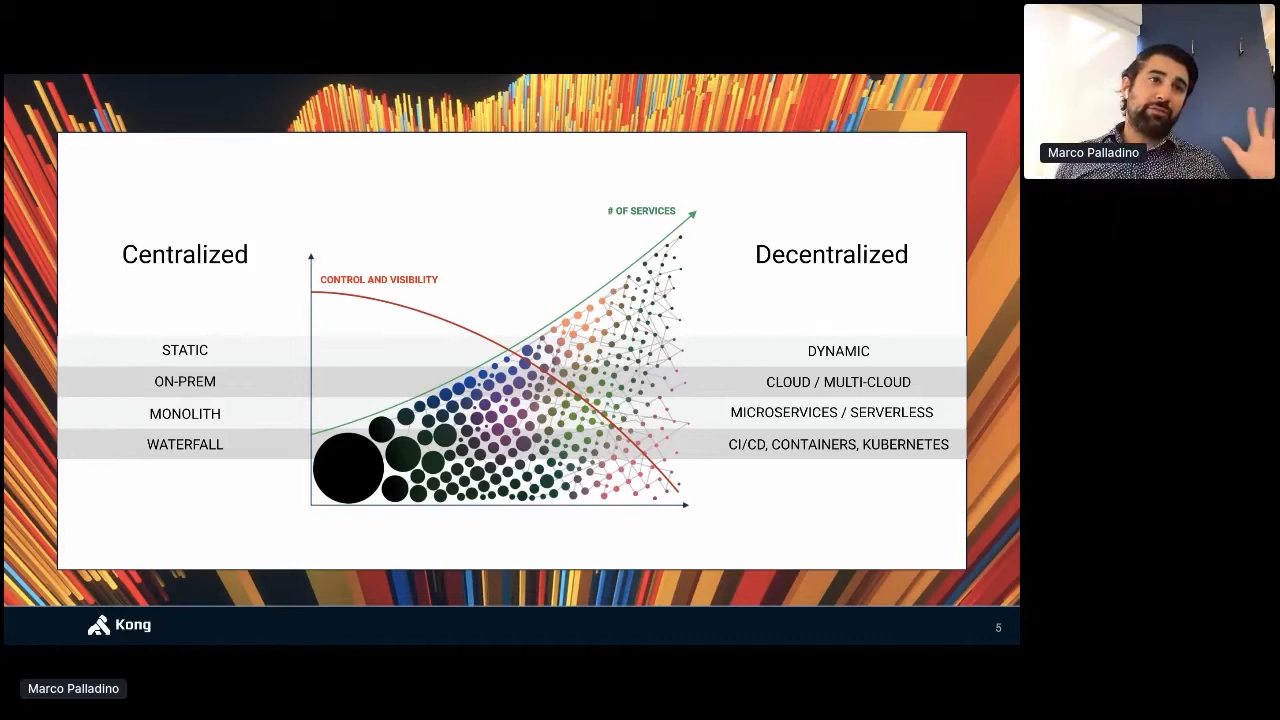 Marco Palladino
# OF SERVICES
Centralized
Decentralized
CONTROL AND VISIBILITY
STATIC
DYNAMIC
ON-PREM
CLOUD / MULTI-CLOUD
MONOLITH
MICROSERVICES / SERVERLESS
WATERFALL
CI/CD, CONTAINERS, KUBERNETES
Kong
5
Marco Palladino